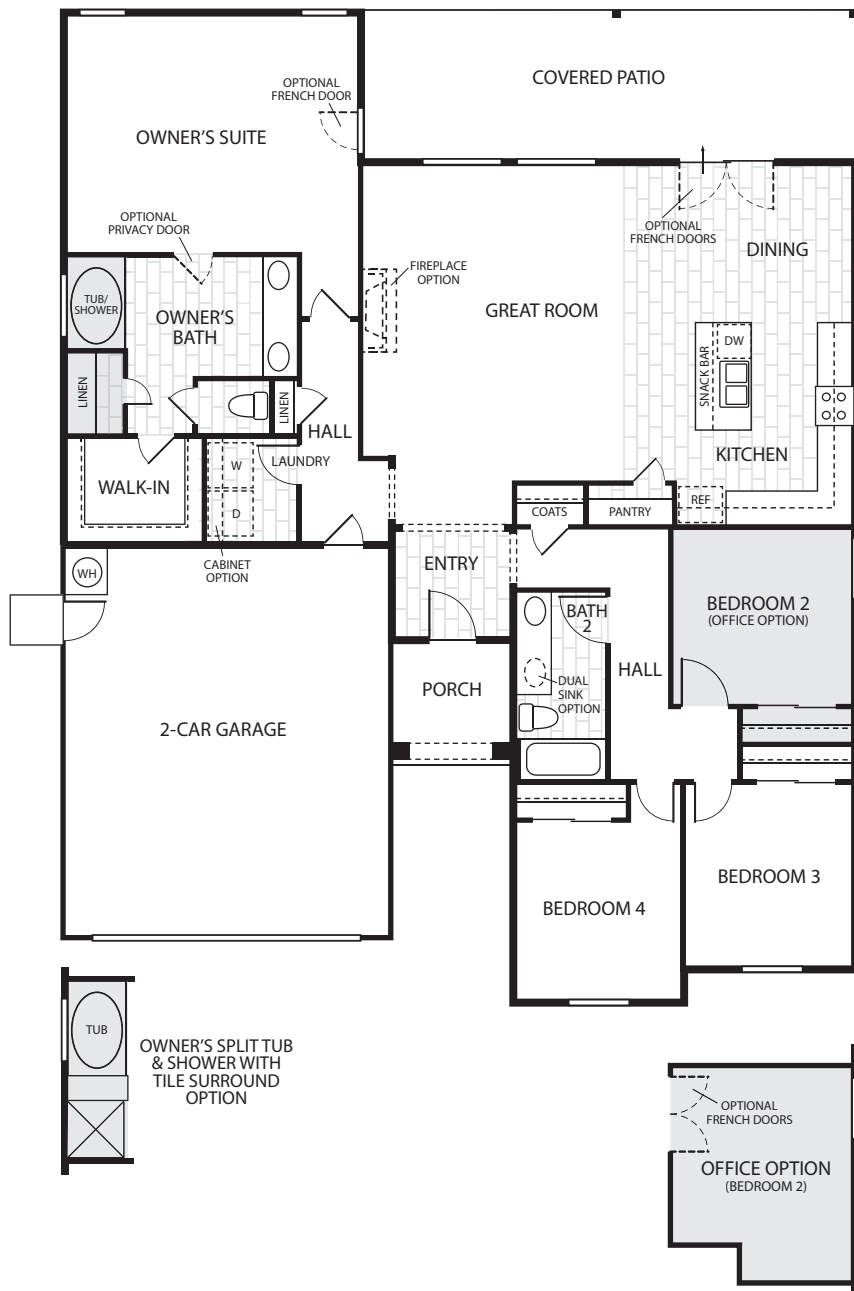 COVERED PATIO
OPTIONAL
FRENCH DOOR
OWNER'S SUITE
OPTIONAL
PRIVACY DOOR
OPTIONAL
FRENCH DOORS
DINING
FIREPLACE
OPTION
TUB/
SHOWER
OWNER'S
BATH
GREAT ROOM
SNACK BAR
DW
LINEN
LINEN
HALL
KITCHEN
LAUNDRY
W
WALK-IN
D
REF
COATS
PANTRY
CABINET
OPTION
WH
ENTRY
BATH
2
BEDROOM 2
(OFFICE OPTION)
HALL
PORCH
DUAL
SINK
OPTION
2-CAR GARAGE
BEDROOM 3
BEDROOM 4
TUB
OWNER'S SPLIT TUB
& SHOWER WITH
TILE SURROUND
OPTION
OPTIONAL
FRENCH DOORS
OFFICE OPTION
(BEDROOM 2)